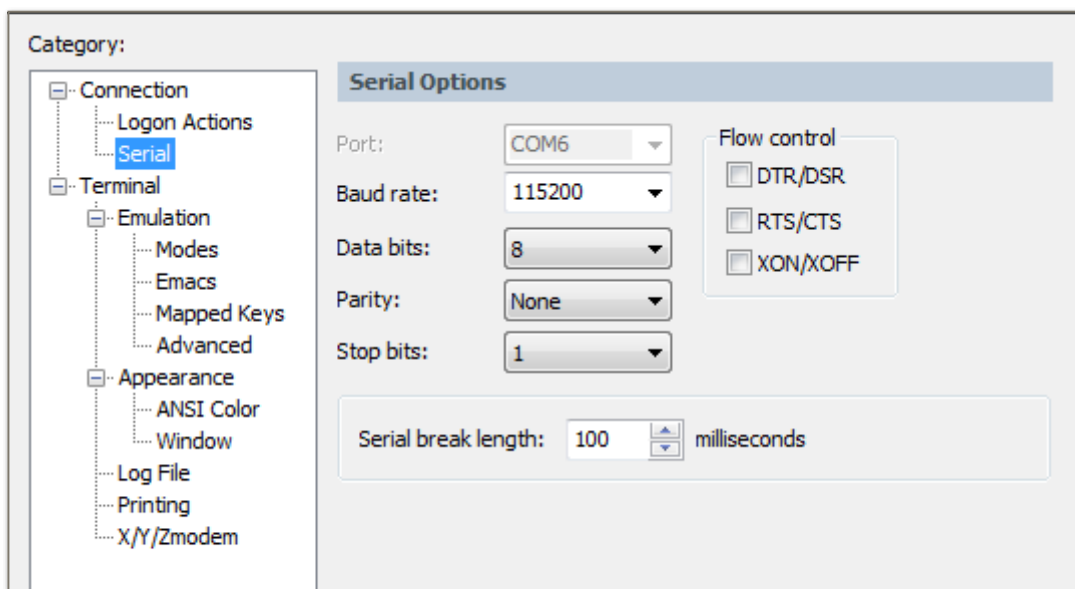 Category:
Connection
Logon Actions
Serial
Terminal
Emulation
Modes
Emacs
Mapped Keys
Advanced
Appearance
ANSI Color
Window
Log File
Printing
X/Y/Zmodem
Serial Options
Port: COM6
Baud rate: 115200
Data bits: 8
Parity: None
Stop bits: 1
Flow control
DTR/DSR
RTS/CTS
XON/XOFF
Serial break length: 100 milliseconds